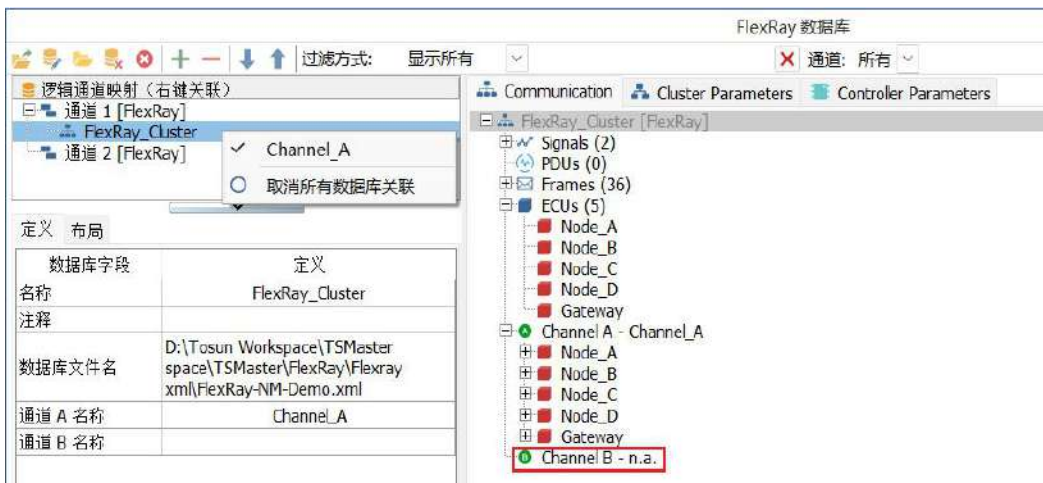 FlexRay 数据库
过滤方式: 显示所有 通道: 所有
逻辑通道映射（右键关联）
通道 1 [FlexRay]
FlexRay_Cluster
通道 2 [FlexRay]
Channel_A
取消所有数据库关联
定义 布局
数据库字段 定义
名称 FlexRay_Cluster
注释
数据库文件名 D:\Tosun Workspace\TSMaster
space\TSMaster\FlexRay\Flexray
xml\FlexRay-NM-Demo.xml
通道 A 名称 Channel_A
通道 B 名称
Communication Cluster Parameters Controller Parameters
FlexRay_Cluster [FlexRay]
Signals (2)
PDUs (0)
Frames (36)
ECUs (5)
Node_A
Node_B
Node_C
Node_D
Gateway
Channel A - Channel_A
Node_A
Node_B
Node_C
Node_D
Gateway
Channel B - n.a.